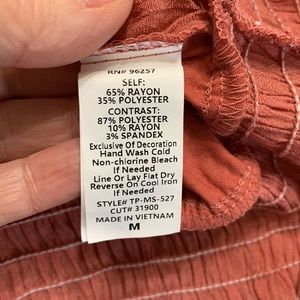 RN# 96257
SELF:
65% RAYON
35% POLYESTER
CONTRAST:
87% POLYESTER
10% RAYON
3% SPANDEX
Exclusive Of Decoration
Hand Wash Cold
Non-chlorine Bleach
If Needed
Line Or Lay Flat Dry
Reverse On Cool Iron
If Needed
STYLE# TP-MS-527
CUT# 31900
MADE IN VIETNAM
M